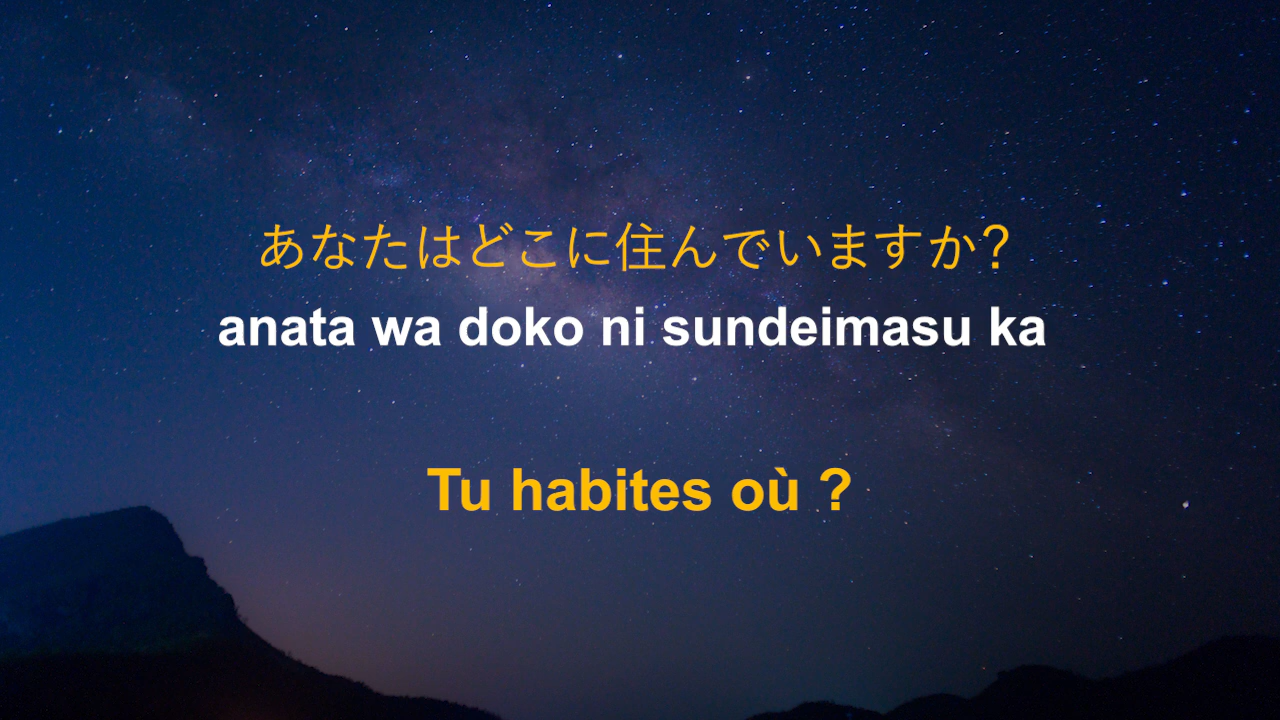 あなたはどこに住んでいますか?
anata wa doko ni sundeimasu ka
Tu habites où ?